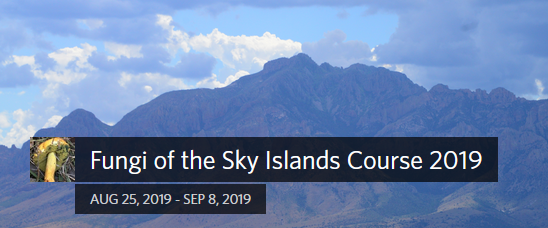 Fungi of the Sky Islands Course 2019
AUG 25, 2019 - SEP 8, 2019